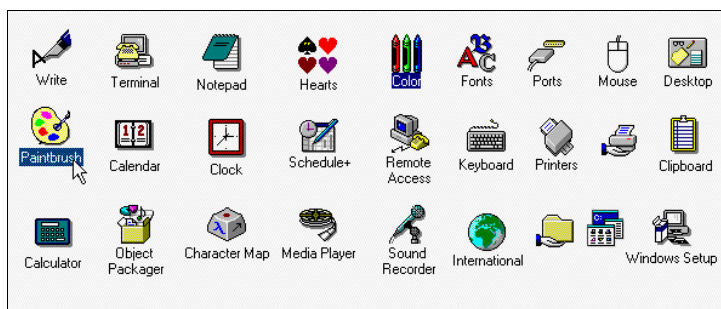 Write
Terminal
Notepad
Hearts
Color
Fonts
Ports
Mouse
Desktop
Paintbrush
Calendar
Clock
Schedule+
Remote
Access
Keyboard
Printers
Clipboard
Calculator
Object
Packager
Character Map
Media Player
Sound
Recorder
International
Windows Setup